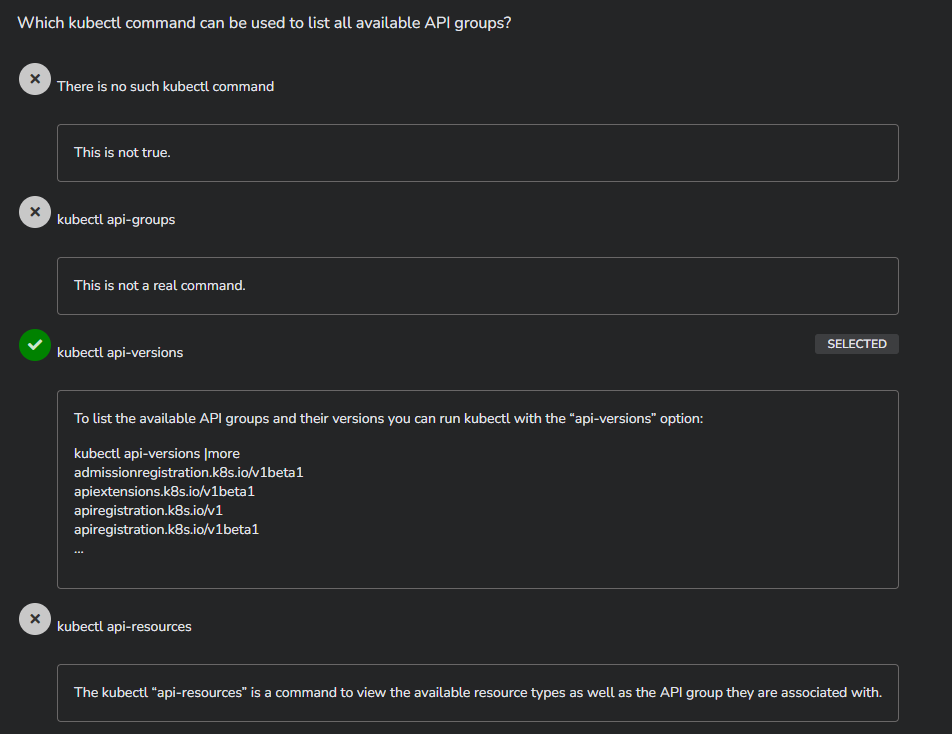 Which kubectl command can be used to list all available API groups?
There is no such kubectl command
This is not true.
kubectl api-groups
This is not a real command.
kubectl api-versions
SELECTED
To list the available API groups and their versions you can run kubectl with the “api-versions” option:
kubectl api-versions |more
admissionregistration.k8s.io/v1beta1
apiextensions.k8s.io/v1beta1
apiregistration.k8s.io/v1
apiregistration.k8s.io/v1beta1
...
kubectl api-resources
The kubectl “api-resources” is a command to view the available resource types as well as the API group they are associated with.